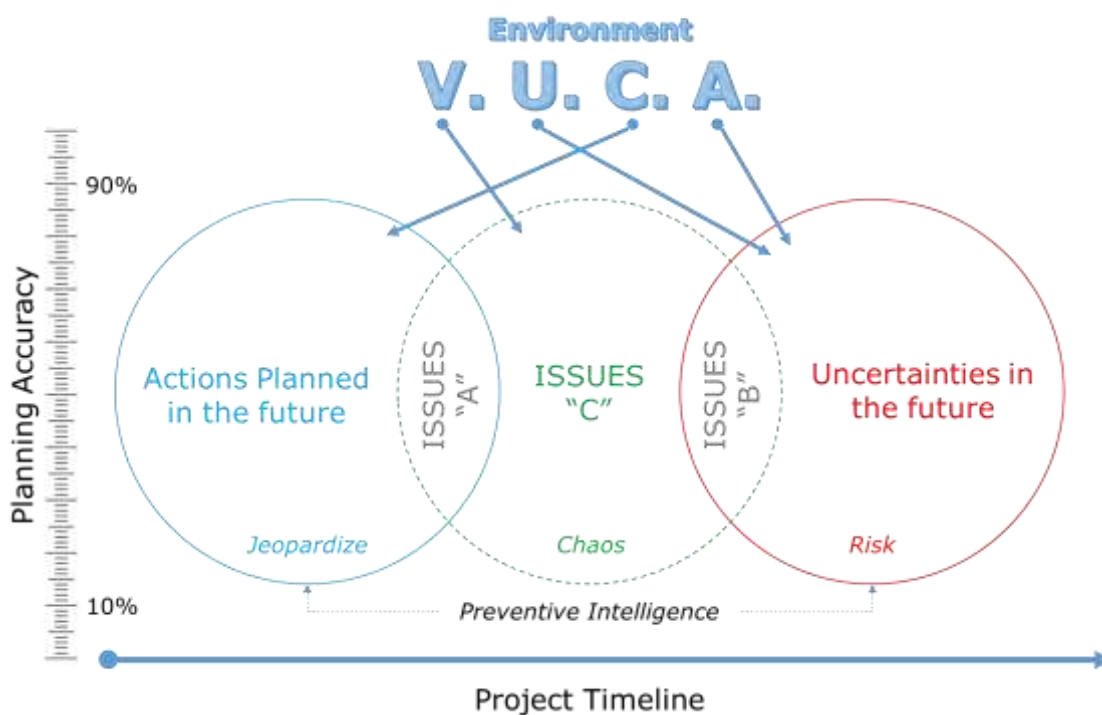 Environment
V. U. C. A.
90%
Planning Accuracy
Actions Planned
in the future
ISSUES
"A"
ISSUES
“C”
ISSUES
"B"
Uncertainties in
the future
Jeopardize
Chaos
Risk
10%
Preventive Intelligence
Project Timeline